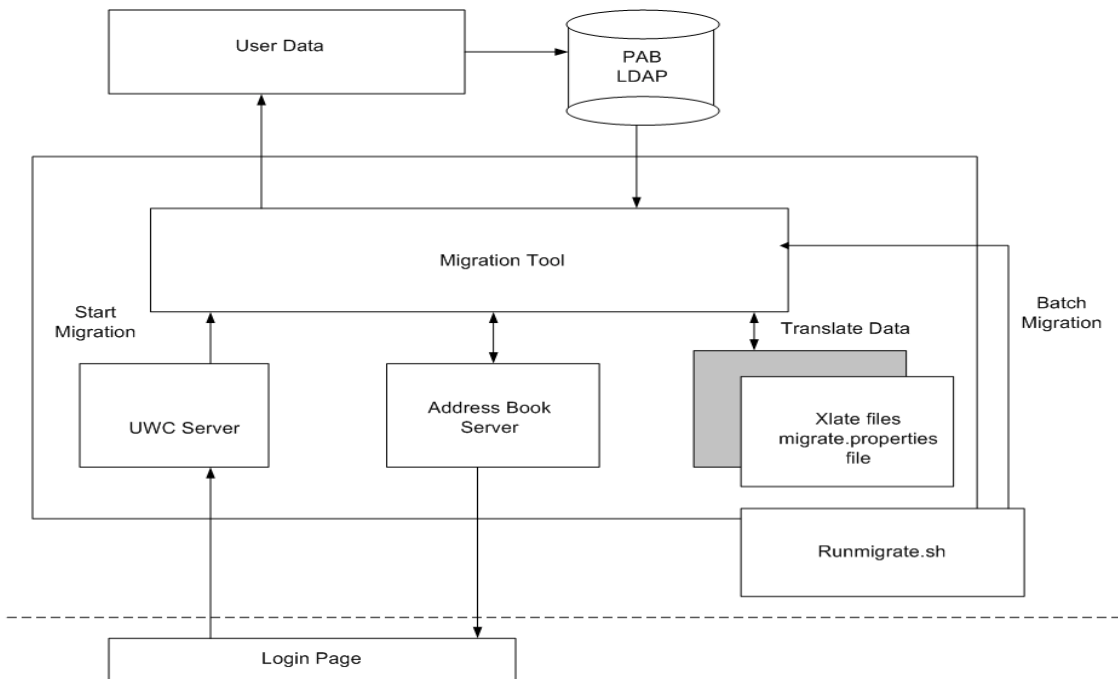 User Data
PAB
LDAP
Migration Tool
Start
Migration
Batch
Migration
Translate Data
UWC Server
Address Book
Server
Xlate files
migrate.properties
file
Runmigrate.sh
Login Page